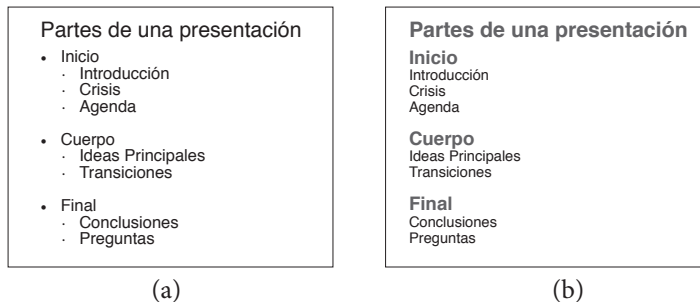 Partes de una presentación
• Inicio
· Introducción
· Crisis
· Agenda
• Cuerpo
· Ideas Principales
· Transiciones
• Final
· Conclusiones
· Preguntas
(a)
Partes de una presentación
Inicio
Introducción
Crisis
Agenda
Cuerpo
Ideas Principales
Transiciones
Final
Conclusiones
Preguntas
(b)